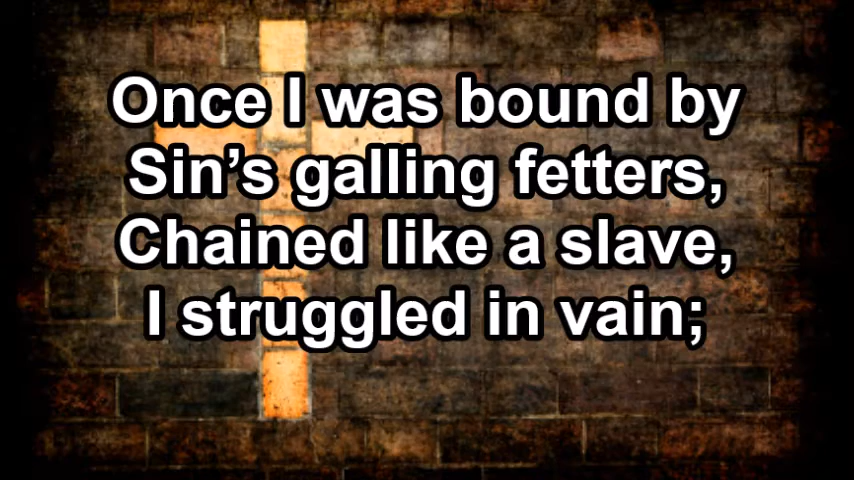 Once I was bound by
Sin’s galling fetters,
Chained like a slave,
I struggled in vain;